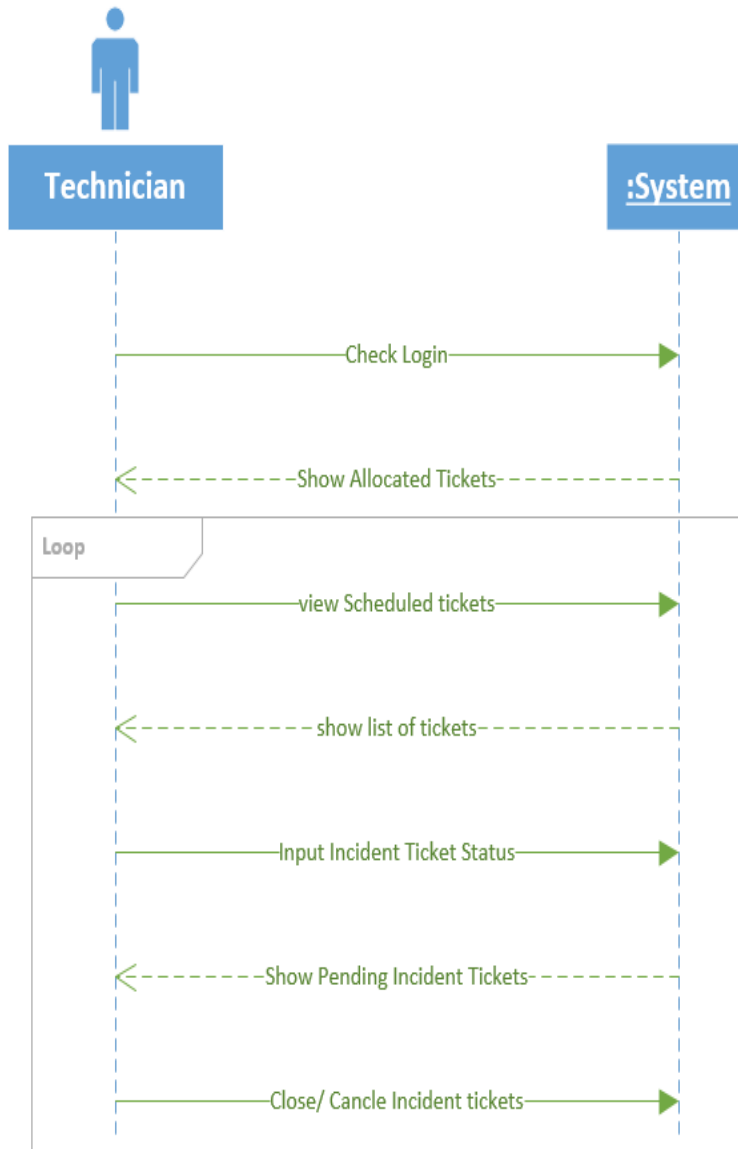 Technician
:System
Check Login
Show Allocated Tickets
Loop
view Scheduled tickets
show list of tickets
Input Incident Ticket Status
Show Pending Incident Tickets
Close/ Cancle Incident tickets